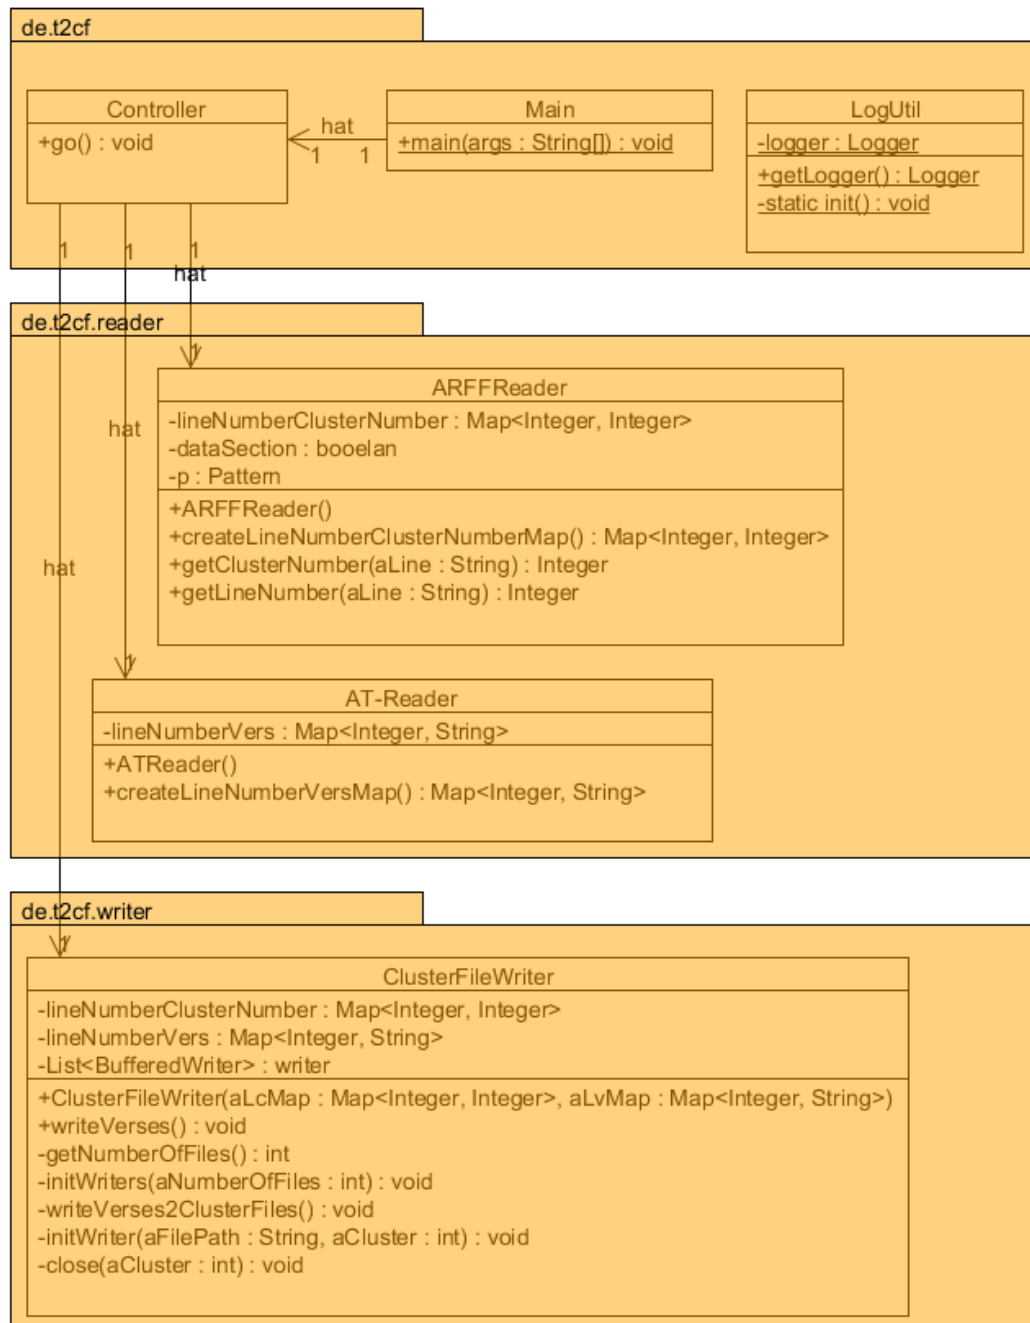 de.t2cf
Controller
+go() : void
hat
1
1
Main
+main(args : String[]) : void
LogUtil
-logger : Logger
+getLogger() : Logger
-static init() : void
1
1
1
hat
de.t2cf.reader
1
ARFFReader
-lineNumberClusterNumber : Map<Integer, Integer>
-dataSection : booelan
-p : Pattern
+ARFFReader()
+createLineNumberClusterNumberMap() : Map<Integer, Integer>
+getClusterNumber(aLine : String) : Integer
+getLineNumber(aLine : String) : Integer
hat
hat
1
AT-Reader
-lineNumberVers : Map<Integer, String>
+ATReader()
+createLineNumberVersMap() : Map<Integer, String>
de.t2cf.writer
1
ClusterFileWriter
-lineNumberClusterNumber : Map<Integer, Integer>
-lineNumberVers : Map<Integer, String>
-List<BufferedWriter> : writer
+ClusterFileWriter(aLcMap : Map<Integer, Integer>, aLvMap : Map<Integer, String>)
+writeVerses() : void
-getNumberOfFiles() : int
-initWriters(aNumberOfFiles : int) : void
-writeVerses2ClusterFiles() : void
-initWriter(aFilePath : String, aCluster : int) : void
-close(aCluster : int) : void